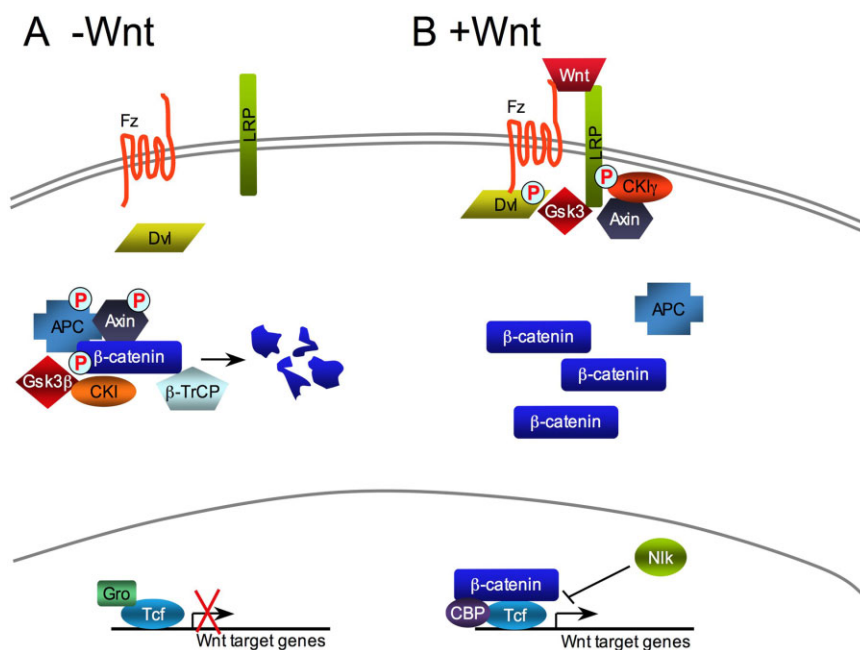 A -Wnt
B +Wnt
Fz
LRP
Dvl
P
P
APC
Axin
P
β-catenin
Gsk3β
CKI
β-TrCP
Gro
Tcf
Wnt target genes
Wnt
Fz
LRP
P
P
CKIγ
Dvl
Gsk3
Axin
APC
β-catenin
β-catenin
β-catenin
Nlk
β-catenin
CBP
Tcf
Wnt target genes